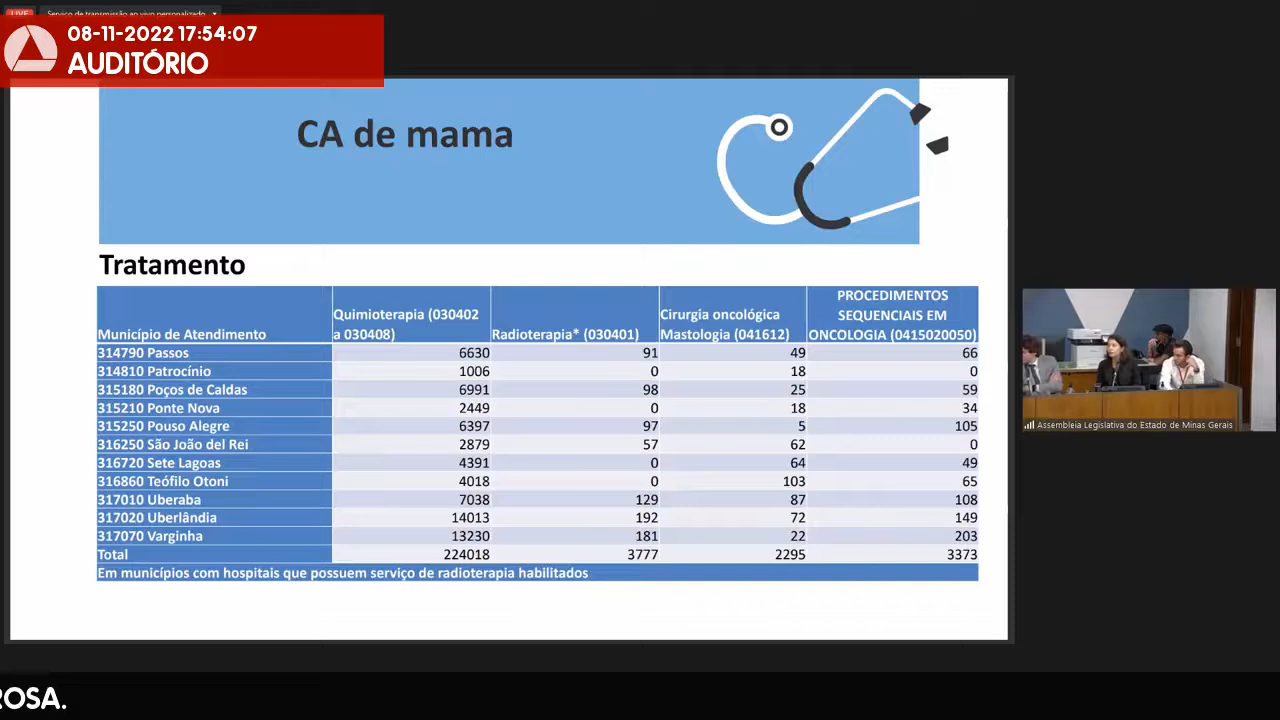 LIVE
Serviço de transmissão ao vivo personalizado
08-11-2022 17:54:07
AUDITÓRIO
CA de mama
Tratamento
Município de Atendimento | Quimioterapia (030402 a 030408) | Radioterapia* (030401) | Cirurgia oncológica Mastologia (041612) | PROCEDIMENTOS SEQUENCIAIS EM ONCOLOGIA (0415020050)
314790 Passos 6630 91 49 66
314810 Patrocínio 1006 0 18 0
315180 Poços de Caldas 6991 98 25 59
315210 Ponte Nova 2449 0 18 34
315250 Pouso Alegre 6397 97 5 105
316250 São João del Rei 2879 57 62 0
316720 Sete Lagoas 4391 0 64 49
316860 Teófilo Otoni 4018 0 103 65
317010 Uberaba 7038 129 87 108
317020 Uberlândia 14013 192 72 149
317070 Varginha 13230 181 22 203
Total 224018 3777 2295 3373
Em municípios com hospitais que possuem serviço de radioterapia habilitados
Assembleia Legislativa do Estado de Minas Gerais
ROSA.